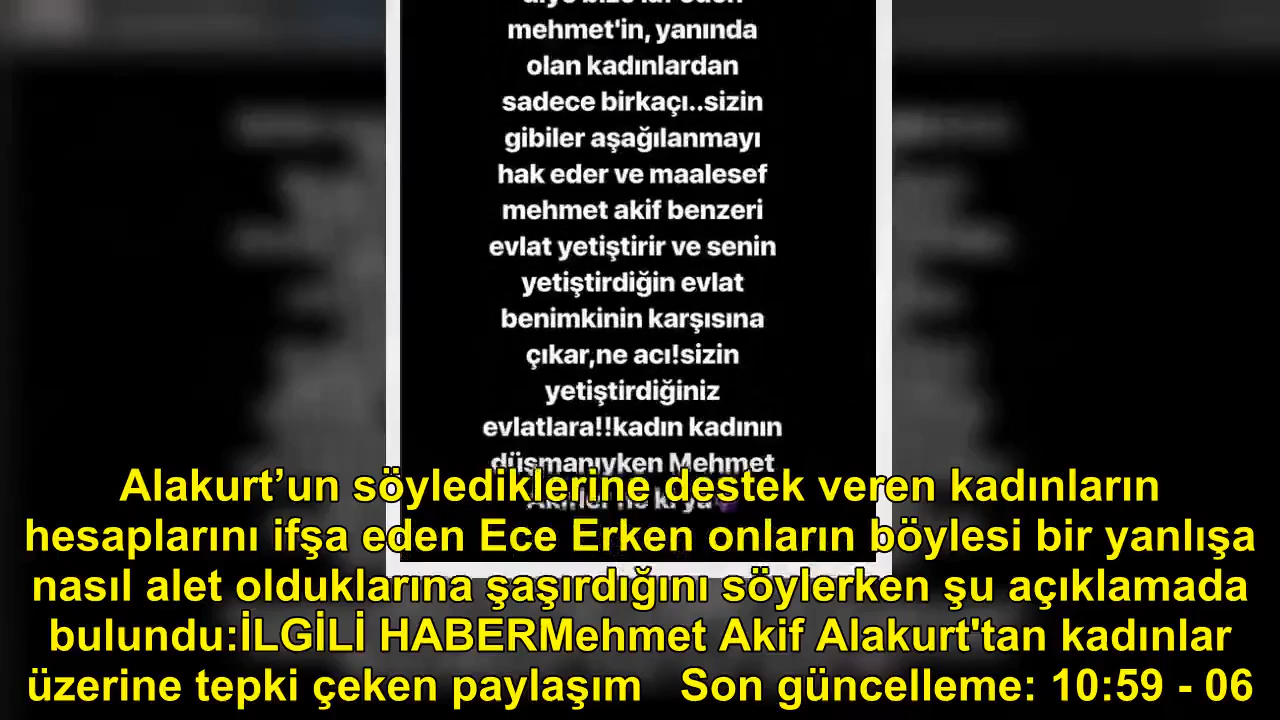 mehmet'in, yanında
olan kadınlardan
sadece birkaçı..sizin
gibiler aşağılanmayı
hak eder ve maalesef
mehmet akif benzeri
evlat yetiştirir ve senin
yetiştirdiğin evlat
benimkinin karşısına
çıkar,ne acı!sizin
yetiştirdiğiniz
evlatlara!!kadın kadının
düşmanıyken Mehmet
Alakurt’un söylediklerine destek veren kadınların
hesaplarını ifşa eden Ece Erken onların böylesi bir yanlışa
nasıl alet olduklarına şaşırdığını söylerken şu açıklamada
bulundu:İLGİLİ HABERMehmet Akif Alakurt'tan kadınlar
üzerine tepki çeken paylaşım   Son güncelleme: 10:59 - 06